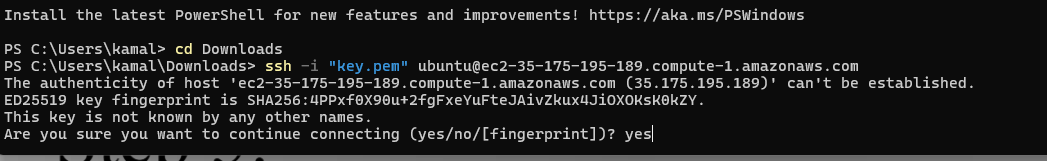 Install the latest PowerShell for new features and improvements! https://aka.ms/PSWindows
PS C:\Users\kamal> cd Downloads
PS C:\Users\kamal\Downloads> ssh -i "key.pem" ubuntu@ec2-35-175-195-189.compute-1.amazonaws.com
The authenticity of host 'ec2-35-175-195-189.compute-1.amazonaws.com (35.175.195.189)' can't be established.
ED25519 key fingerprint is SHA256:4PPxf0X90u+2fgFxeYuFteJAivZkux4JiOXOKsK0kZY.
This key is not known by any other names.
Are you sure you want to continue connecting (yes/no/[fingerprint])? yes